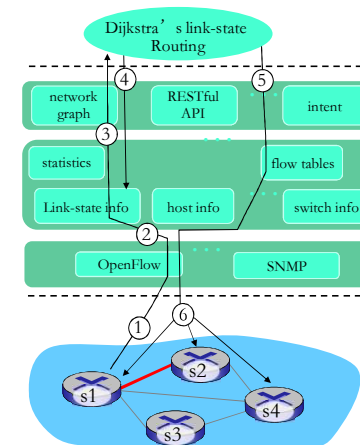 Dijkstra's link-state
Routing
4
5
network
graph
RESTful
API
intent
3
...
statistics
flow tables
Link-state info
host info
switch info
2
...
OpenFlow
SNMP
1
6
s2
s1
s4
s3